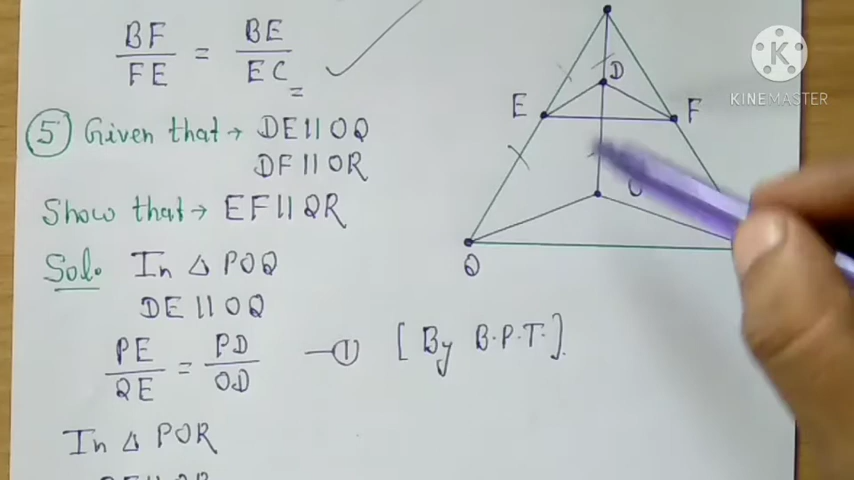 BF/FE = BE/EC
5 Given that → DE || OQ
DF || OR
Show that → EF || QR
Sol. In Δ POQ
DE || OQ
PE/QE = PD/OD —① [By B.P.T.].
In Δ POR
D
E
F
O
Q
K
KINEMASTER